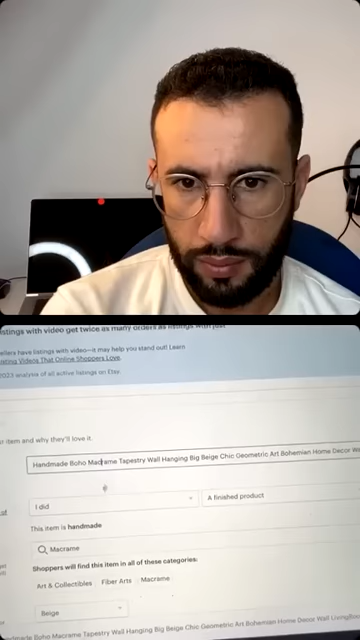 listings with video get twice as many orders as listings with just
ellers have listings with video—it may help you stand out! Learn
Listing Videos That Online Shoppers Love.
2023 analysis of all active listings on Etsy.
r item and why they'll love it.
Handmade Boho Macrame Tapestry Wall Hanging Big Beige Chic Geometric Art Bohemian Home Decor Wa
I did
A finished product
This item is handmade
Macrame
Shoppers will find this item in all of these categories:
Art & Collectibles Fiber Arts Macrame
Beige
dmade Boho Macrame Tapestry Wall Hanging Big Beige Chic Geometric Art Bohemian Home Decor Wall